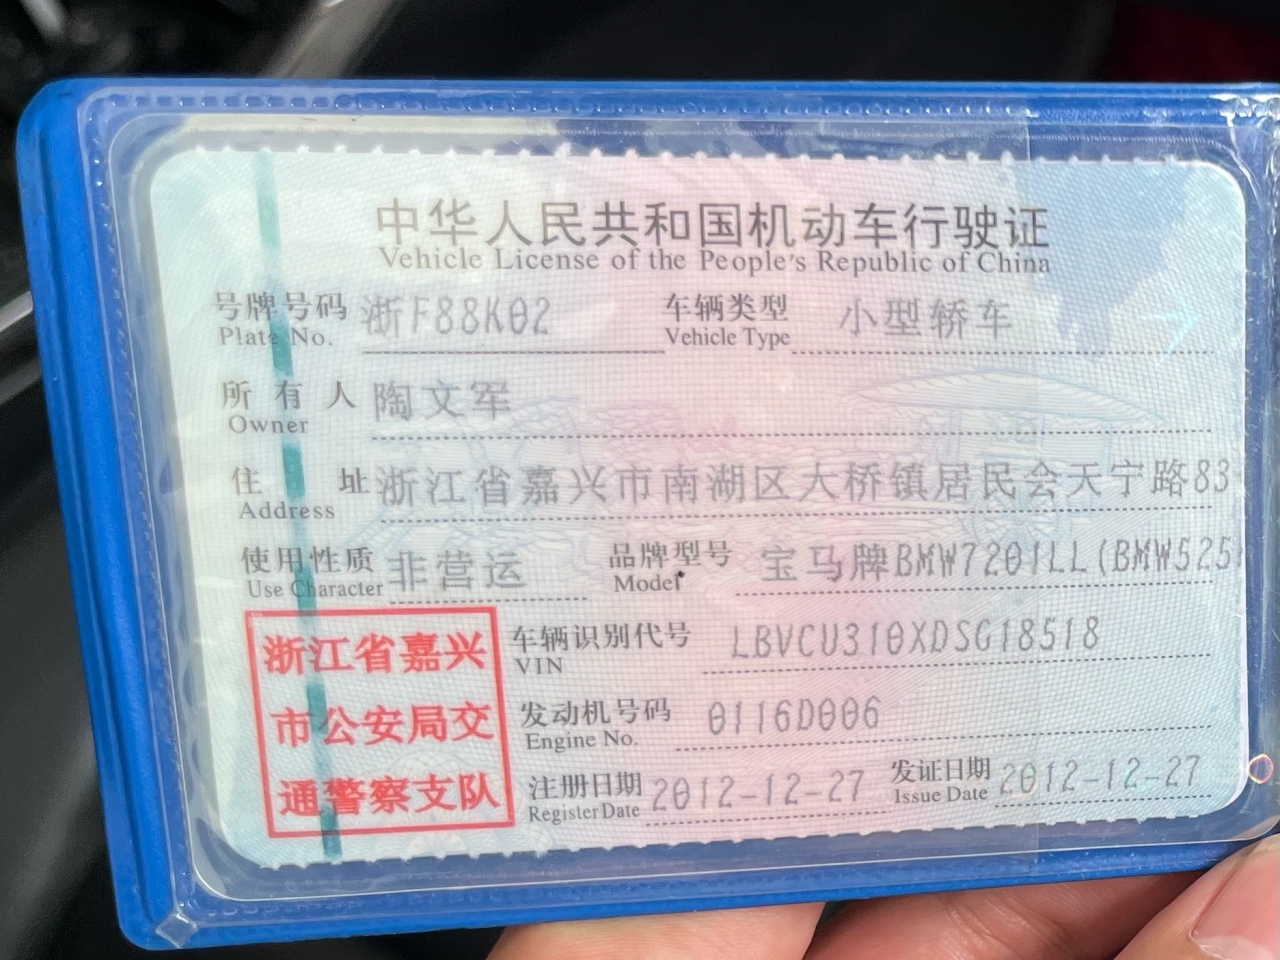 中华人民共和国机动车行驶证
Vehicle License of the People's Republic of China
号牌号码 浙F88K02 车辆类型 小型轿车
Plate No. Vehicle Type
所有人 陶文军
Owner
住址 浙江省嘉兴市南湖区大桥镇居民会天宁路83
Address
使用性质 非营运 品牌型号 宝马牌BMW7201LL(BMW525
Use Character Model
浙江省嘉兴
市公安局交
通警察支队
车辆识别代号 LBVCU310XDSG18518
VIN
发动机号码 0116D006
Engine No.
注册日期 2012-12-27 发证日期 2012-12-27
Register Date Issue Date